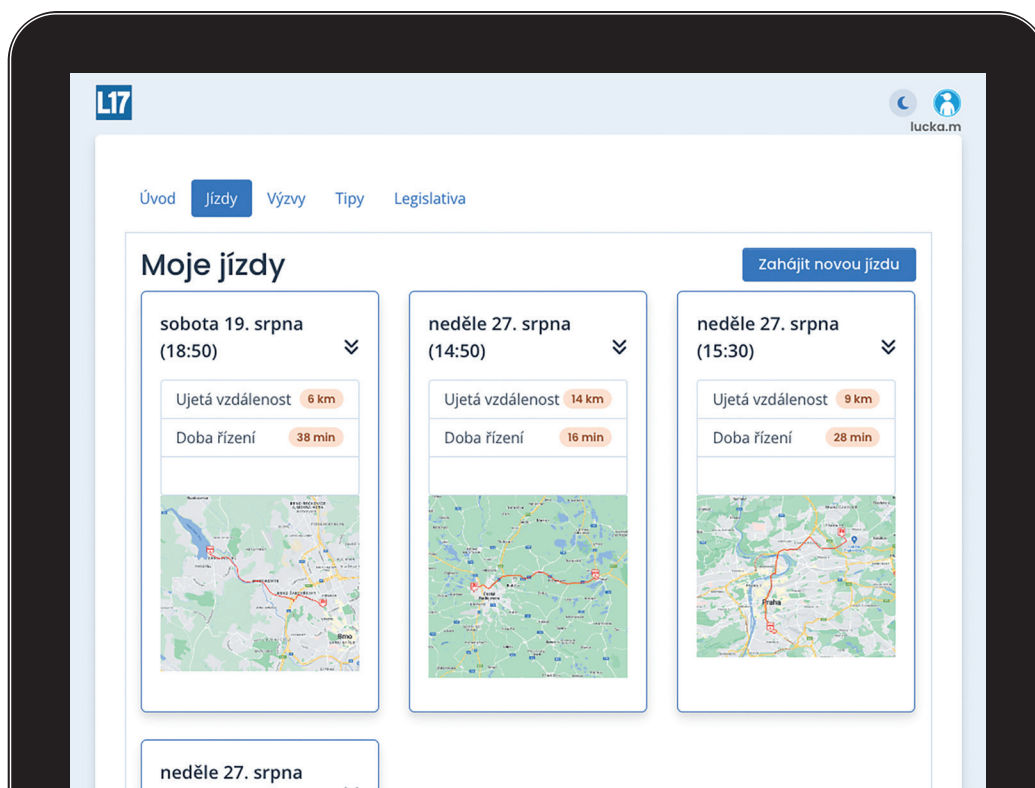 L17
lucka.m
Úvod Jízdy Výzvy Tipy Legislativa
Moje jízdy
Zahájit novou jízdu
sobota 19. srpna
(18:50)
Ujetá vzdálenost 6 km
Doba řízení 38 min
Brno
neděle 27. srpna
(14:50)
Ujetá vzdálenost 14 km
Doba řízení 16 min
neděle 27. srpna
(15:30)
Ujetá vzdálenost 9 km
Doba řízení 28 min
Praha
neděle 27. srpna